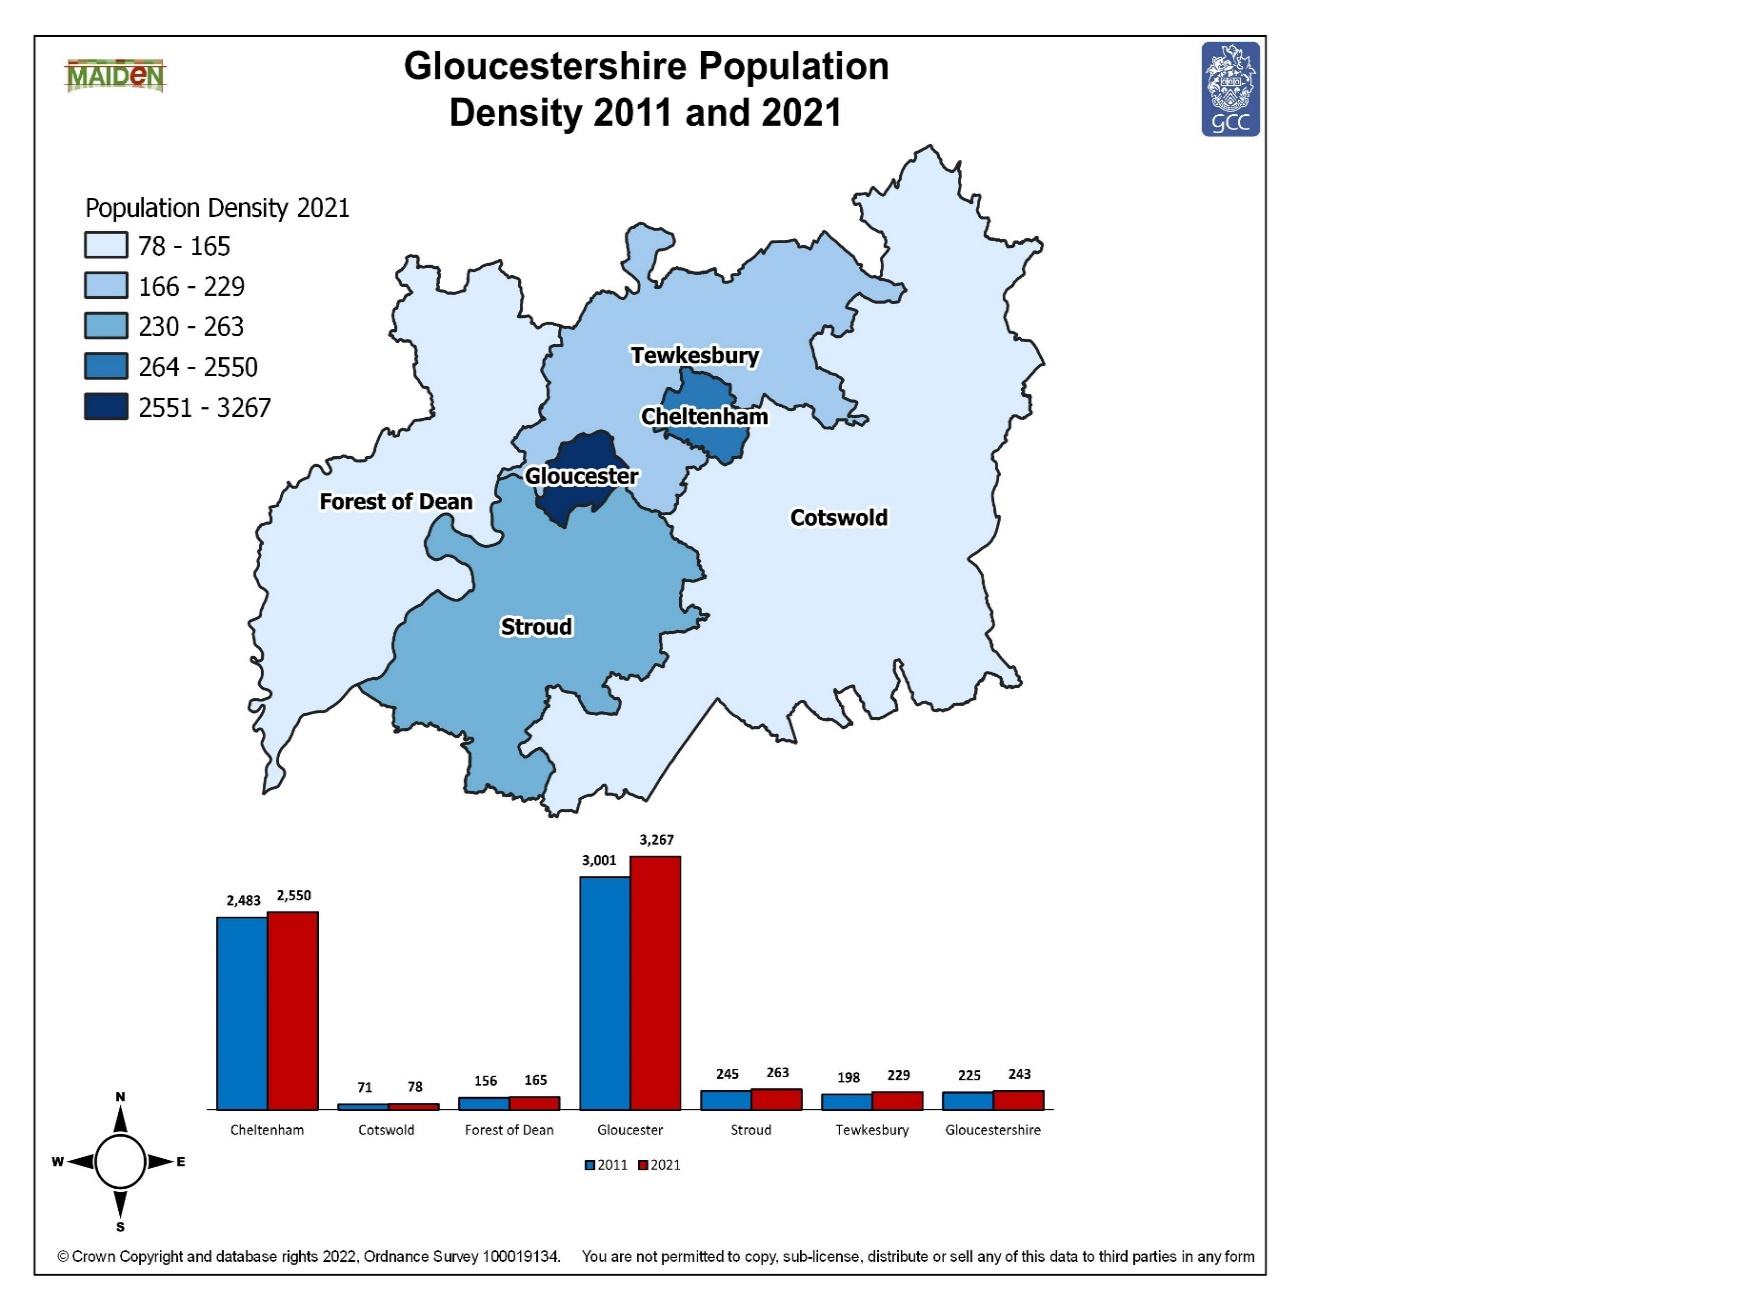 MAIDeN
Gloucestershire Population
Density 2011 and 2021
GCC
Population Density 2021
78 - 165
166 - 229
230 - 263
264 - 2550
2551 - 3267
Tewkesbury
Cheltenham
Gloucester
Forest of Dean
Cotswold
Stroud
3,267
3,001
2,483 2,550
71 78 156 165 245 263 198 229 225 243
Cheltenham Cotswold Forest of Dean Gloucester Stroud Tewkesbury Gloucestershire
2011 2021
N
W E
S
© Crown Copyright and database rights 2022, Ordnance Survey 100019134. You are not permitted to copy, sub-license, distribute or sell any of this data to third parties in any form